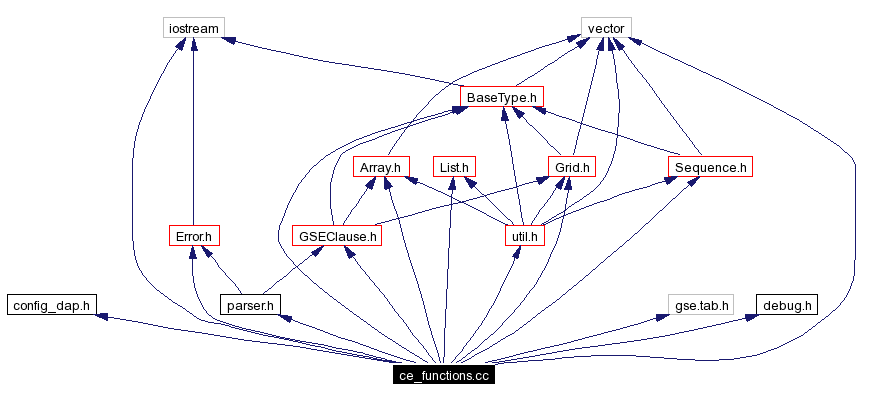 iostream
vector
BaseType.h
Array.h
List.h
Grid.h
Sequence.h
Error.h
GSEClause.h
util.h
config_dap.h
parser.h
gse.tab.h
debug.h
ce_functions.cc